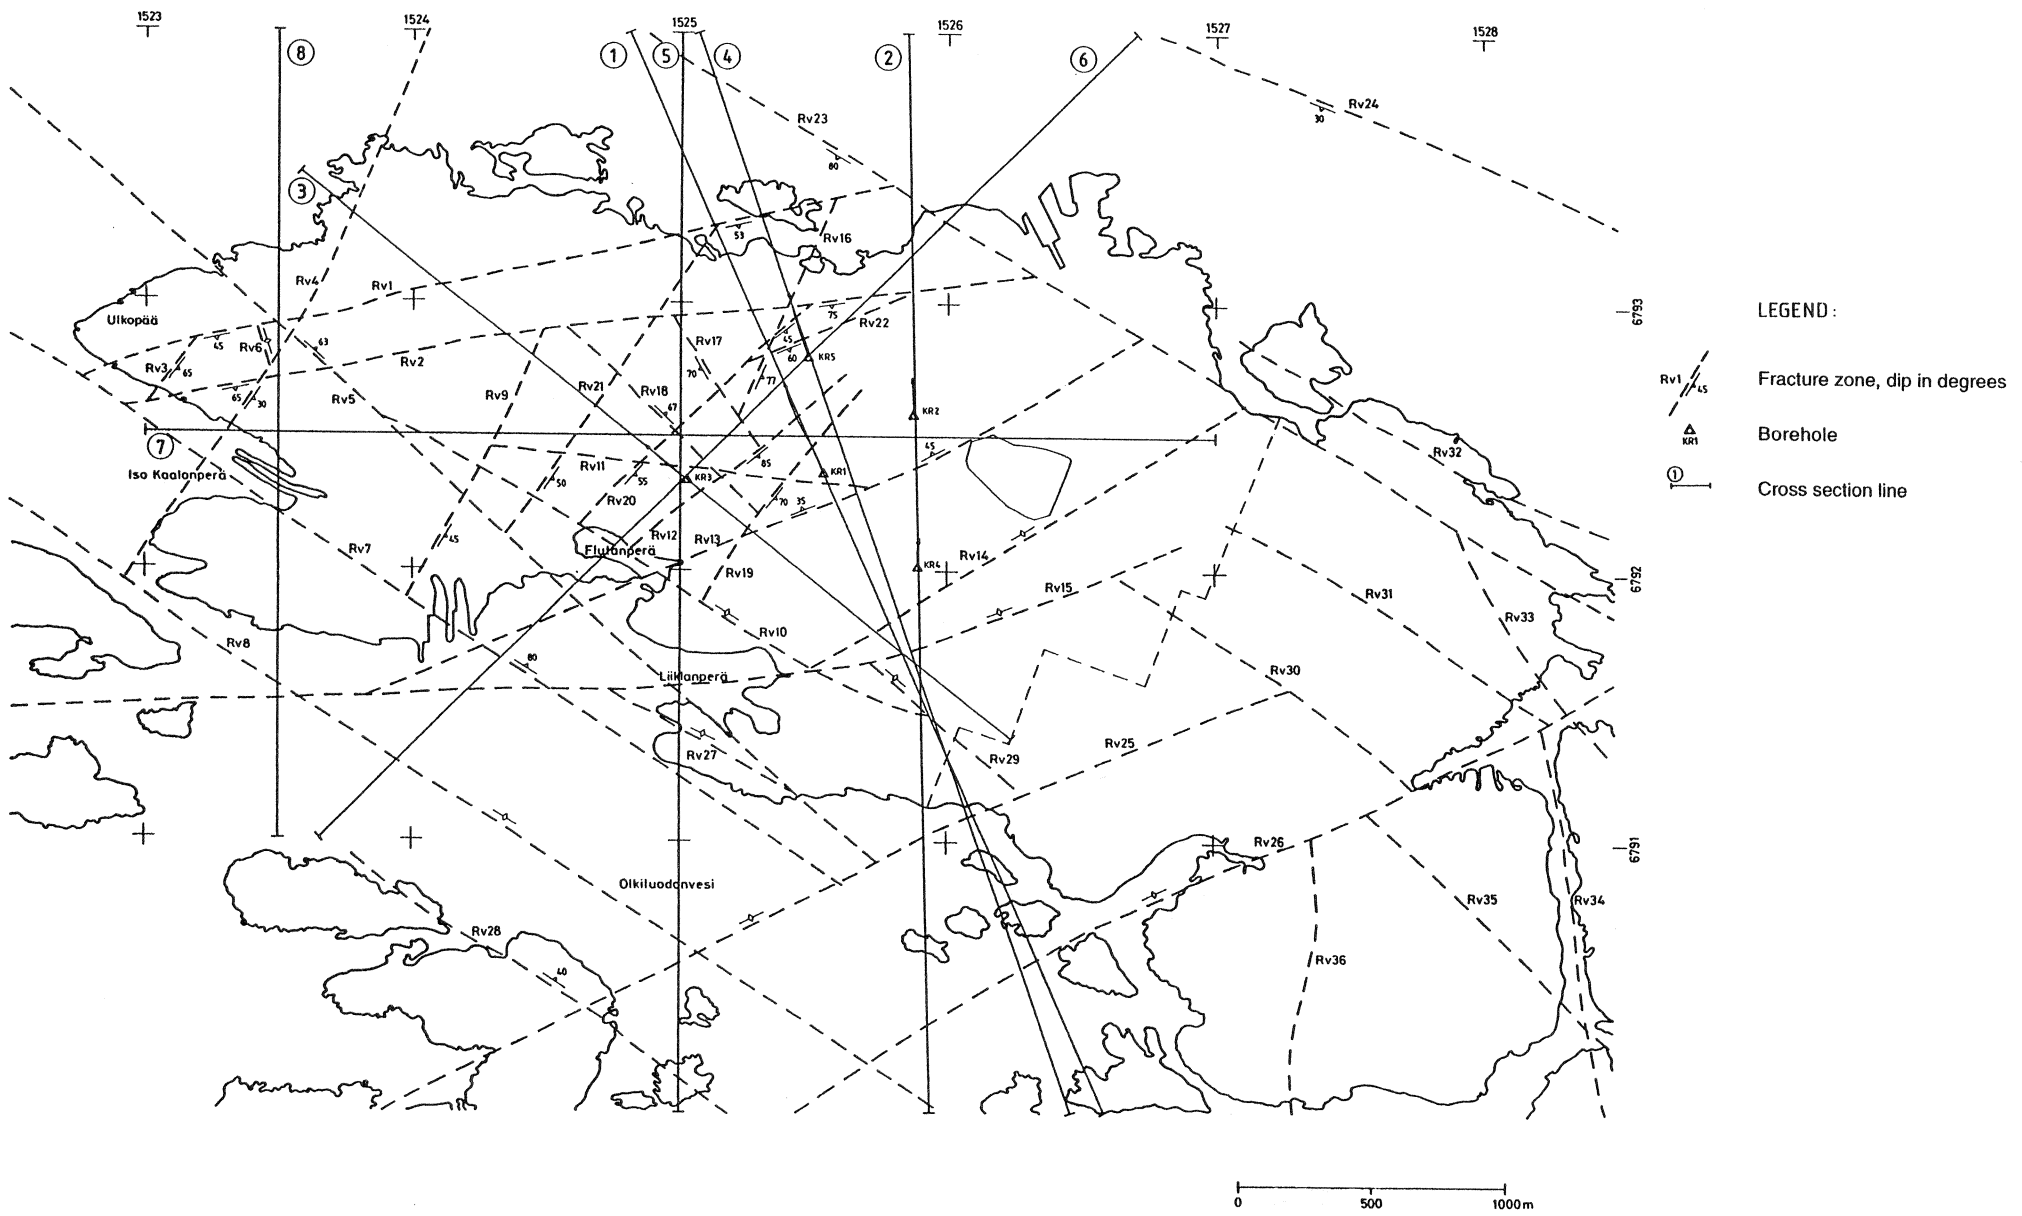 1523
1524
1525
1526
1527
1528
8
1
5
4
2
6
Rv24
30
Rv23
80
3
53
Rv16
Rv4
Rv1
Ulkopää
75
Rv22
6793
LEGEND:
45
Rv6
63
Rv2
Rv17
45
60
KR5
Rv3
65
70
77
Rv1
45
Fracture zone, dip in degrees
65
30
Rv5
Rv9
Rv21
Rv18
67
KR2
KR1
Borehole
7
45
Rv32
Iso Kaalonperä
Rv11
50
55
85
KR3
KR1
1
Cross section line
Rv20
70
35
45
Rv7
Rv12
Rv13
Flutanperä
Rv14
KR4
Rv19
Rv15
6792
Rv31
Rv33
Rv8
Rv10
80
Liiklanperä
Rv30
Rv27
Rv25
Rv29
6791
Rv26
Olkiluodonvesi
Rv35
Rv34
Rv28
40
Rv36
0
500
1000m